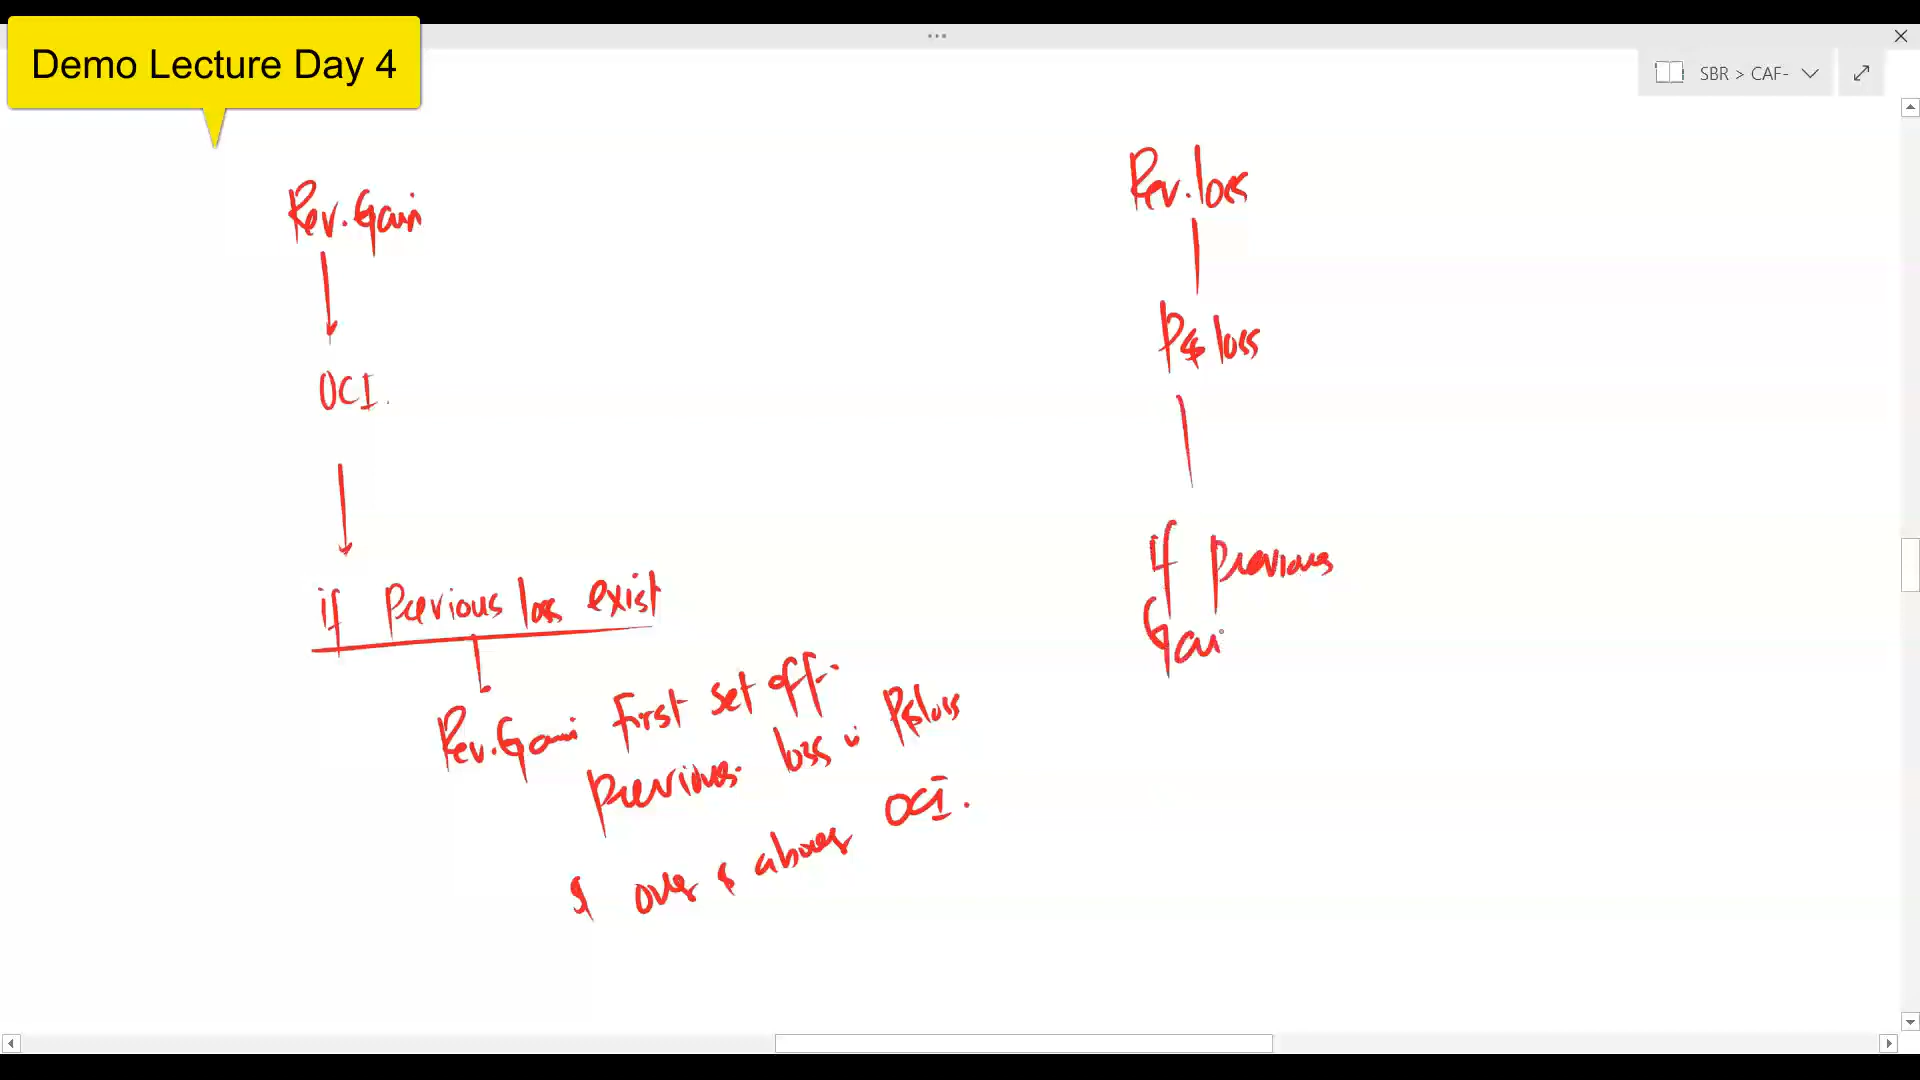 Demo Lecture Day 4
SBR > CAF-
Rev. Gain
OCI.
if Previous loss exist
Rev. Gain first set off
previous loss in P&loss
& over & above OCI.
Rev. loss
P& loss
if previous
Gai